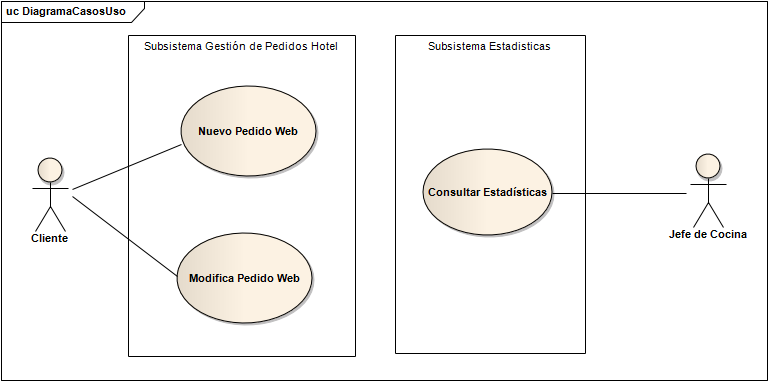 uc DiagramaCasosUso
Subsistema Gestión de Pedidos Hotel
Subsistema Estadisticas
Nuevo Pedido Web
Consultar Estadísticas
Cliente
Jefe de Cocina
Modifica Pedido Web